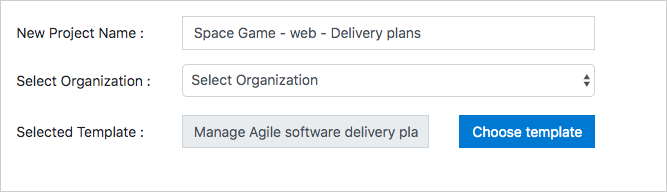 New Project Name : Space Game - web - Delivery plans
Select Organization : Select Organization
Selected Template : Manage Agile software delivery pla Choose template